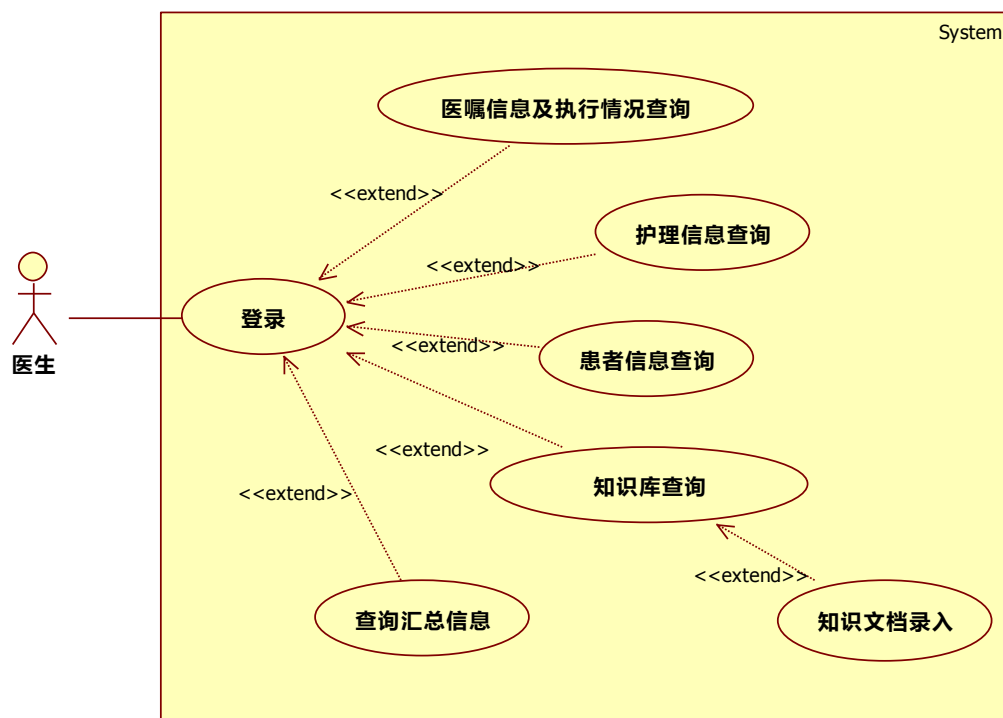 System
医嘱信息及执行情况查询
<<extend>>
护理信息查询
<<extend>>
登录
医生
<<extend>>
患者信息查询
<<extend>>
知识库查询
<<extend>>
<<extend>>
查询汇总信息
知识文档录入